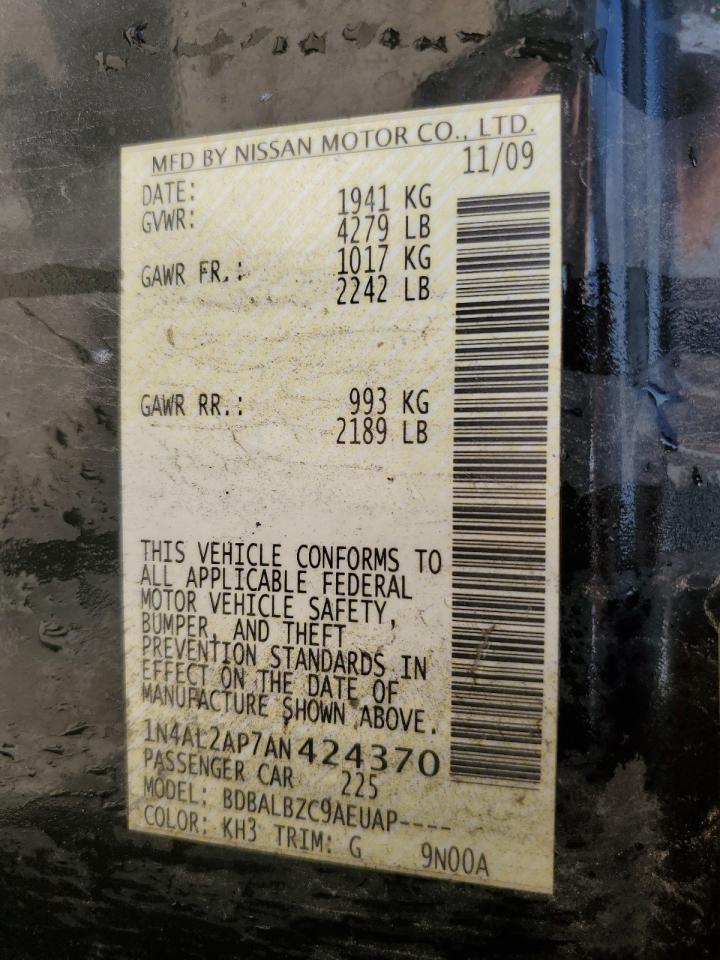 MFD BY NISSAN MOTOR CO., LTD.
DATE: 11/09
GVWR: 1941 KG
4279 LB
GAWR FR.: 1017 KG
2242 LB
GAWR RR.: 993 KG
2189 LB
THIS VEHICLE CONFORMS TO
ALL APPLICABLE FEDERAL
MOTOR VEHICLE SAFETY,
BUMPER, AND THEFT
PREVENTION STANDARDS IN
EFFECT ON THE DATE OF
MANUFACTURE SHOWN ABOVE.
1N4AL2AP7AN424370
PASSENGER CAR 225
MODEL: BDBALBZC9AEUAP----
COLOR: KH3 TRIM: G 9N00A